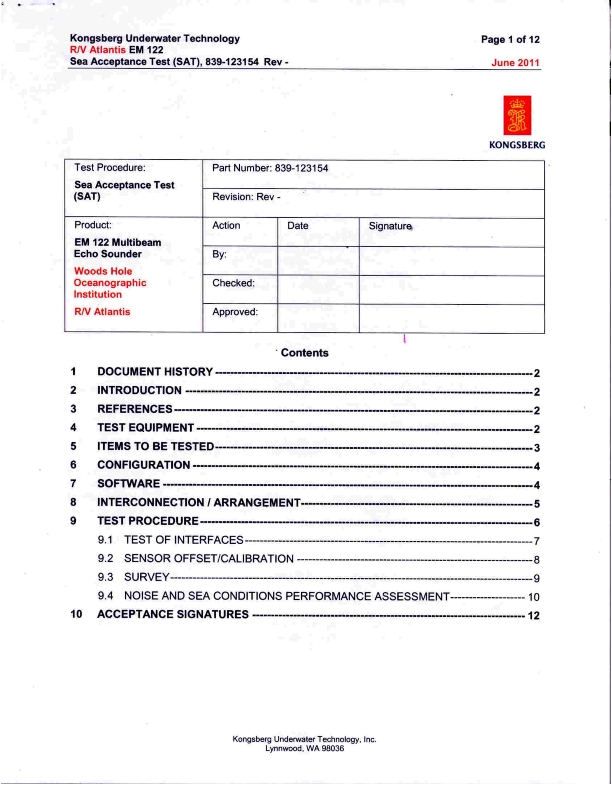 Kongsberg Underwater Technology
Page 1 of 12
R/V Atlantis EM 122
Sea Acceptance Test (SAT), 839-123154 Rev -
June 2011
KONGSBERG
Test Procedure:
Part Number: 839-123154
Sea Acceptance Test
(SAT)
Revision: Rev -
Product:
Action
Date
Signature
EM 122 Multibeam
Echo Sounder
By:
Woods Hole
Oceanographic
Institution
Checked:
R/V Atlantis
Approved:
Contents
1 DOCUMENT HISTORY ---2
2 INTRODUCTION ---2
3 REFERENCES---2
4 TEST EQUIPMENT ---2
5 ITEMS TO BE TESTED---3
6 CONFIGURATION ---4
7 SOFTWARE ---4
8 INTERCONNECTION / ARRANGEMENT---5
9 TEST PROCEDURE---6
9.1 TEST OF INTERFACES---7
9.2 SENSOR OFFSET/CALIBRATION ---8
9.3 SURVEY---9
9.4 NOISE AND SEA CONDITIONS PERFORMANCE ASSESSMENT--- 10
10 ACCEPTANCE SIGNATURES --- 12
Kongsberg Underwater Technology, Inc.
Lynnwood, WA 98036